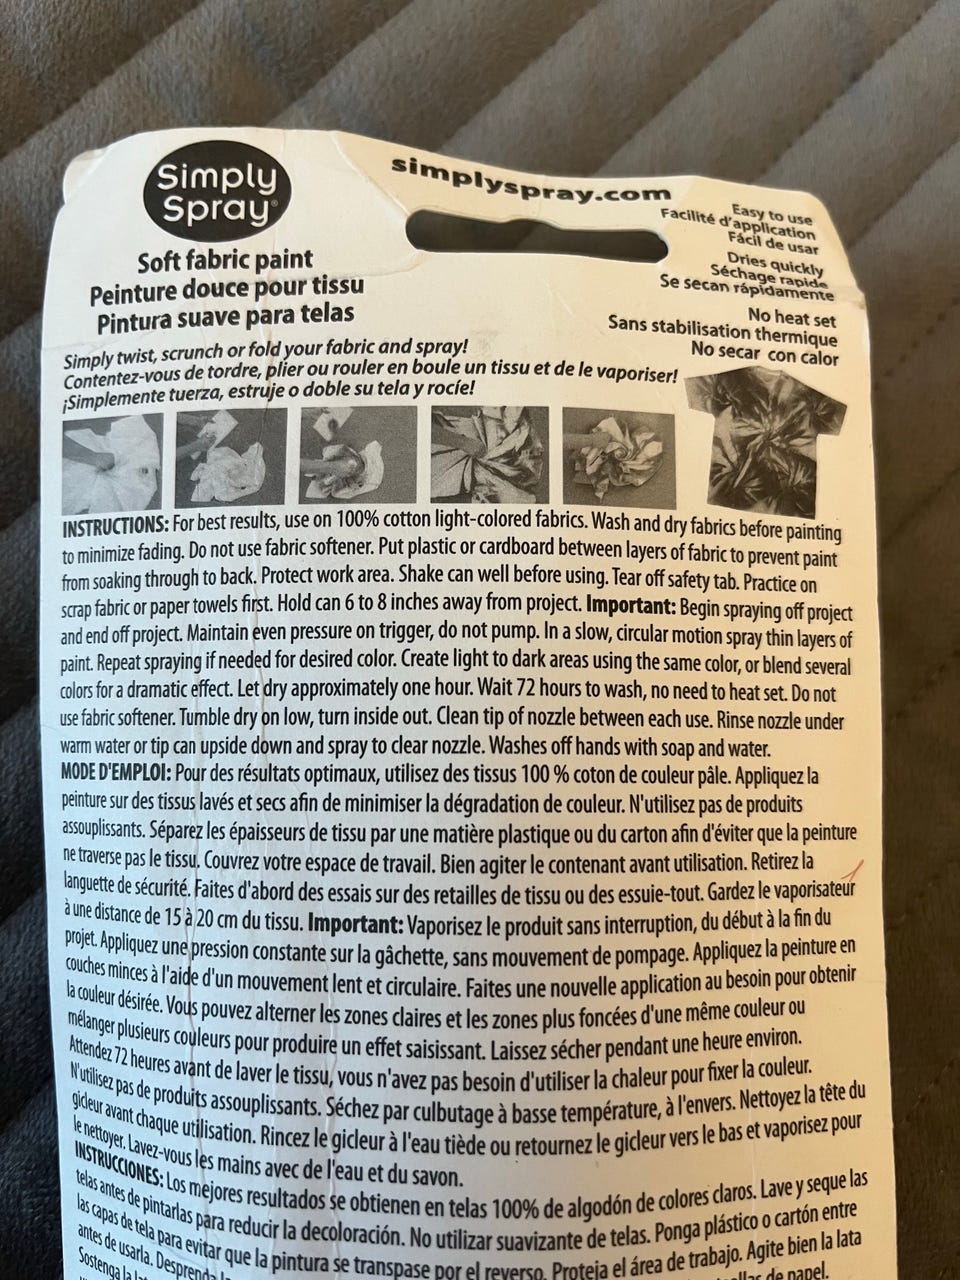 Simply
Spray®
simplyspray.com
Soft fabric paint
Peinture douce pour tissu
Pintura suave para telas
Easy to use
Facilité d'application
Fácil de usar
Dries quickly
Séchage rapide
Se secan rápidamente
No heat set
Sans stabilisation thermique
No secar con calor
Simply twist, scrunch or fold your fabric and spray!
Contentez-vous de tordre, plier ou rouler en boule un tissu et de le vaporiser!
¡Simplemente tuerza, estruje o doble su tela y rocíe!
INSTRUCTIONS: For best results, use on 100% cotton light-colored fabrics. Wash and dry fabrics before painting
to minimize fading. Do not use fabric softener. Put plastic or cardboard between layers of fabric to prevent paint
from soaking through to back. Protect work area. Shake can well before using. Tear off safety tab. Practice on
scrap fabric or paper towels first. Hold can 6 to 8 inches away from project. Important: Begin spraying off project
and end off project. Maintain even pressure on trigger, do not pump. In a slow, circular motion spray thin layers of
paint. Repeat spraying if needed for desired color. Create light to dark areas using the same color, or blend several
colors for a dramatic effect. Let dry approximately one hour. Wait 72 hours to wash, no need to heat set. Do not
use fabric softener. Tumble dry on low, turn inside out. Clean tip of nozzle between each use. Rinse nozzle under
warm water or tip can upside down and spray to clear nozzle. Washes off hands with soap and water.
MODE D'EMPLOI: Pour des résultats optimaux, utilisez des tissus 100 % coton de couleur pâle. Appliquez la
peinture sur des tissus lavés et secs afin de minimiser la dégradation de couleur. N'utilisez pas de produits
assouplissants. Séparez les épaisseurs de tissu par une matière plastique ou du carton afin d'éviter que la peinture
ne traverse pas le tissu. Couvrez votre espace de travail. Bien agiter le contenant avant utilisation. Retirez la
languette de sécurité. Faites d'abord des essais sur des retailles de tissu ou des essuie-tout. Gardez le vaporisateur
à une distance de 15 à 20 cm du tissu. Important: Vaporisez le produit sans interruption, du début à la fin du
projet. Appliquez une pression constante sur la gâchette, sans mouvement de pompage. Appliquez la peinture en
couches minces à l'aide d'un mouvement lent et circulaire. Faites une nouvelle application au besoin pour obtenir
la couleur désirée. Vous pouvez alterner les zones claires et les zones plus foncées d'une même couleur ou
mélanger plusieurs couleurs pour produire un effet saisissant. Laissez sécher pendant une heure environ.
Attendez 72 heures avant de laver le tissu, vous n'avez pas besoin d'utiliser la chaleur pour fixer la couleur.
N'utilisez pas de produits assouplissants. Séchez par culbutage à basse température, à l'envers. Nettoyez la tête du
gicleur avant chaque utilisation. Rincez le gicleur à l'eau tiède ou retournez le gicleur vers le bas et vaporisez pour
le nettoyer. Lavez-vous les mains avec de l'eau et du savon.
INSTRUCCIONES: Los mejores resultados se obtienen en telas 100% de algodón de colores claros. Lave y seque las
telas antes de pintarlas para reducir la decoloración. No utilizar suavizante de telas. Ponga plástico o cartón entre
las capas de tela para evitar que la pintura se transpase por el reverso. Proteja el área de trabajo. Agite bien la lata
antes de usarla. de papel.
Sostenga la